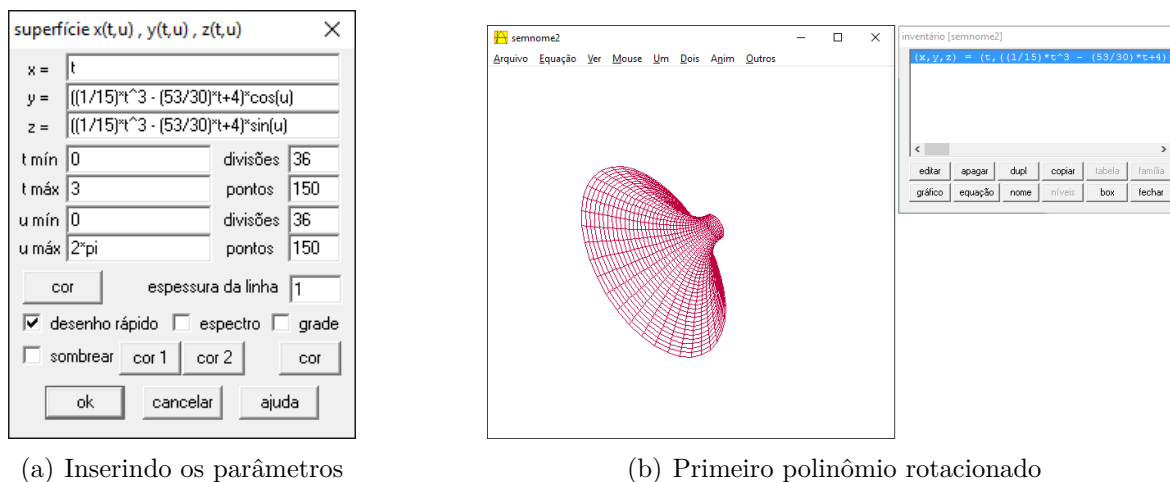 superfície x(t,u) , y(t,u) , z(t,u)
x = t
y = ((1/15)*t^3 - (53/30)*t+4)*cos(u)
z = ((1/15)*t^3 - (53/30)*t+4)*sin(u)
t mín 0 divisões 36
t máx 3 pontos 150
u mín 0 divisões 36
u máx 2*pi pontos 150
cor espessura da linha 1
desenho rápido espectro grade
sombrear cor 1 cor 2 cor
ok cancelar ajuda
(a) Inserindo os parâmetros
semnome2
Arquivo Equação Ver Mouse Um Dois Anim Outros
inventário [semnome2]
(x,y,z) = (t,((1/15)*t^3 - (53/30)*t+4)
editar apagar dupl copiar tabela família
gráfico equação nome níveis box fechar
(b) Primeiro polinômio rotacionado